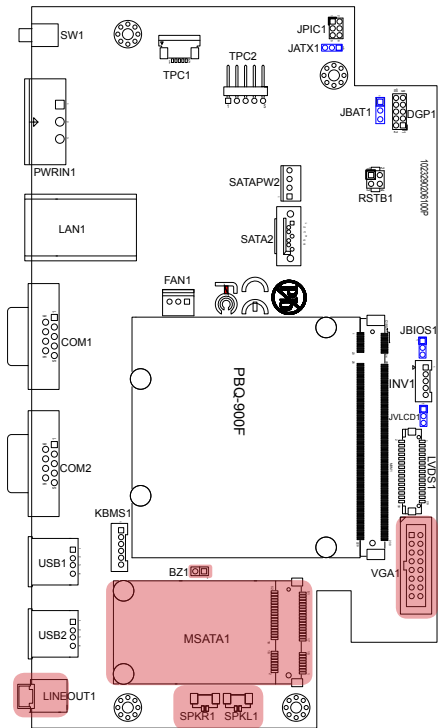 SW1
JPIC1
JATX1
TPC1
TPC2
JBAT1
DGP1
PWRIN1
SATAPW2
RSTB1
1023290206100P
LAN1
SATA2
FAN1
COM1
JBIOS1
PBQ-900F
INV1
JVLCD1
COM2
LVDS1
KBMS1
USB1
BZ1
VGA1
USB2
MSATA1
LINEOUT1
SPKR1
SPKL1